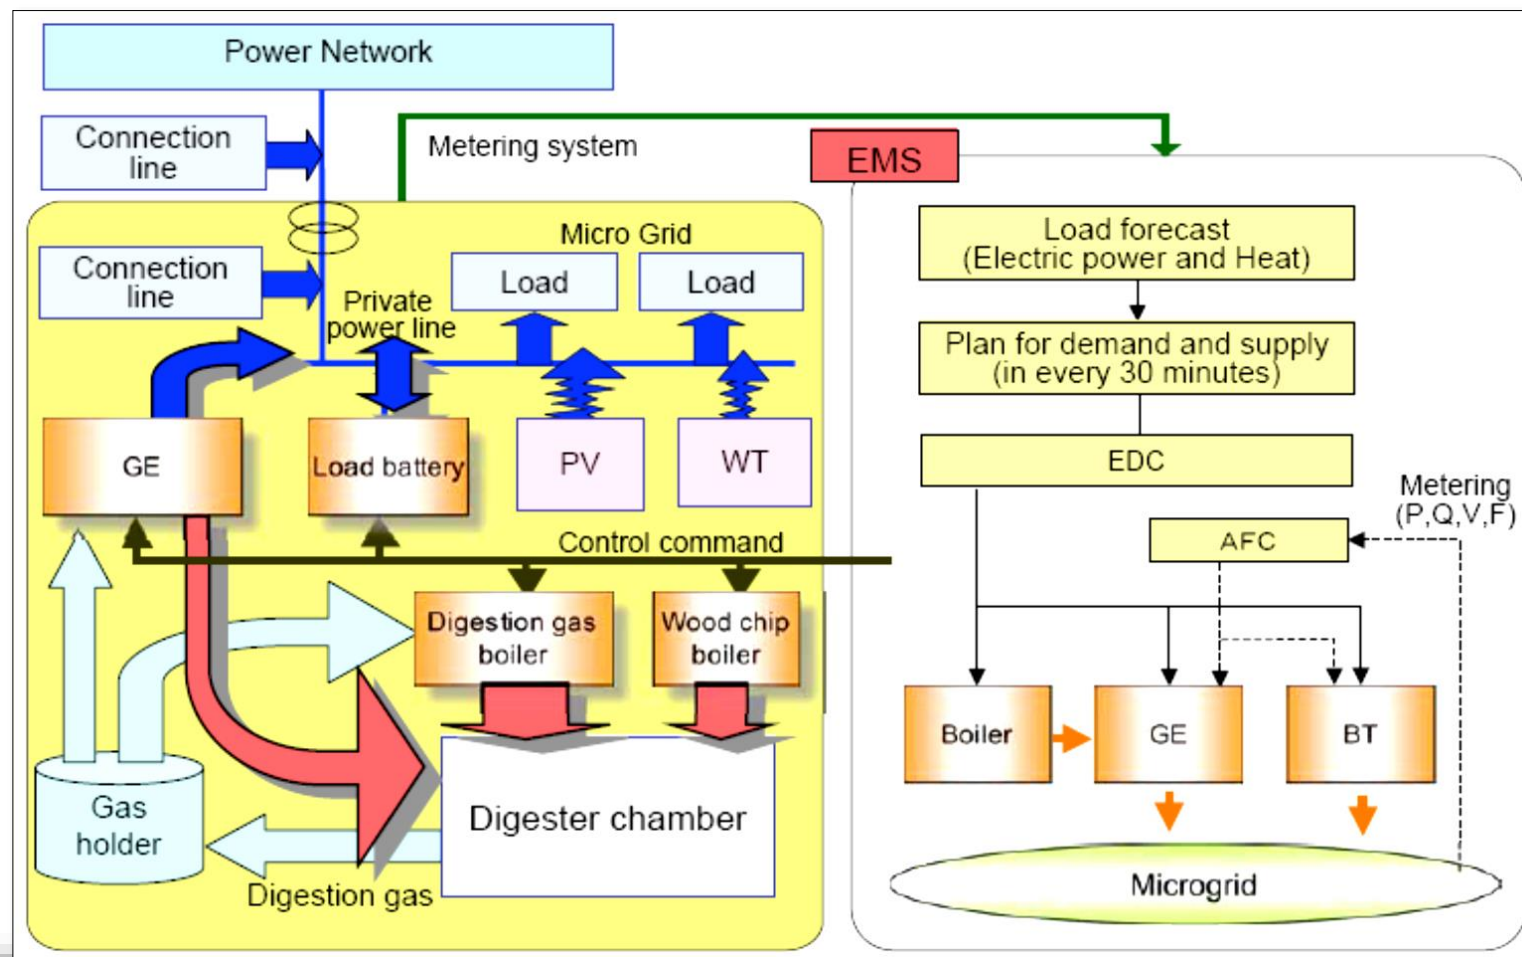 Power Network
Connection
line
Metering system
EMS
Connection
line
Micro Grid
Load
Load
Private
power line
GE
Load battery
PV
WT
Control command
Digestion gas
boiler
Wood chip
boiler
Gas
holder
Digester chamber
Digestion gas
Load forecast
(Electric power and Heat)
Plan for demand and supply
(in every 30 minutes)
EDC
Metering
(P,Q,V,F)
AFC
Boiler
GE
BT
Microgrid